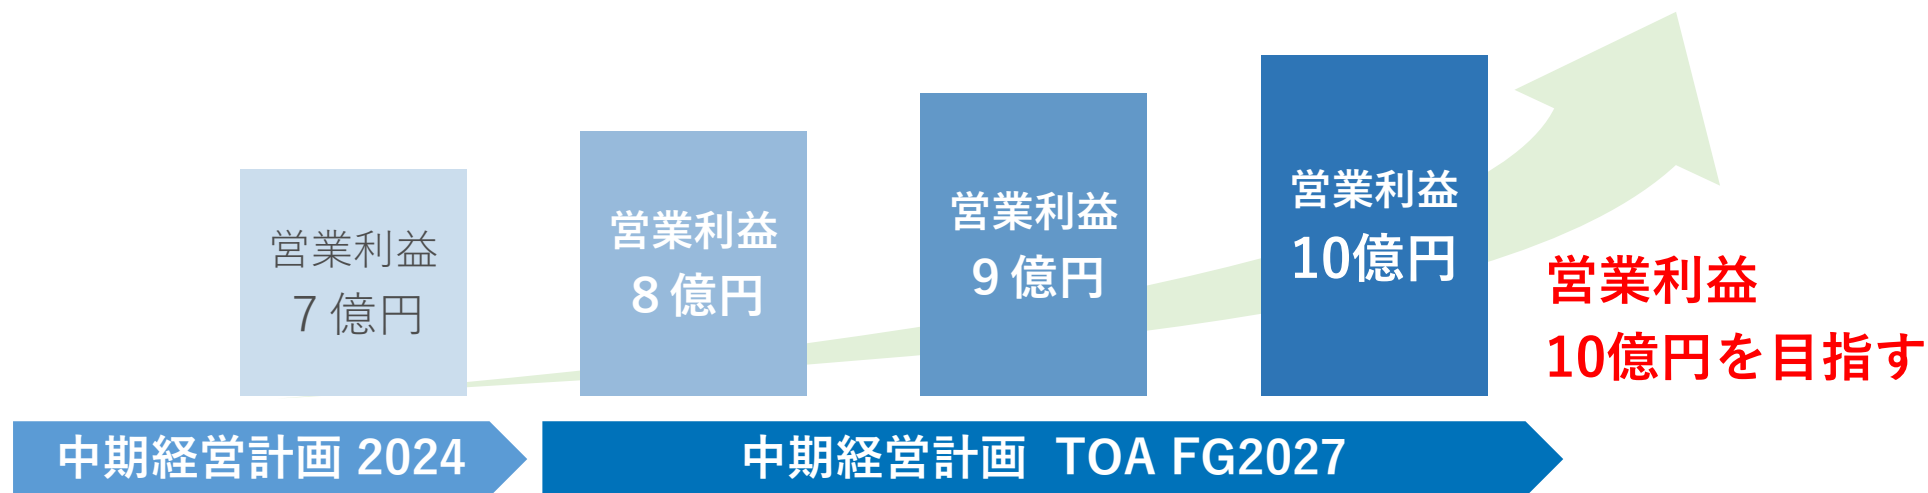 営業利益
７億円
営業利益
８億円
営業利益
９億円
営業利益
10億円
営業利益
10億円を目指す
中期経営計画 2024
中期経営計画 TOA FG2027